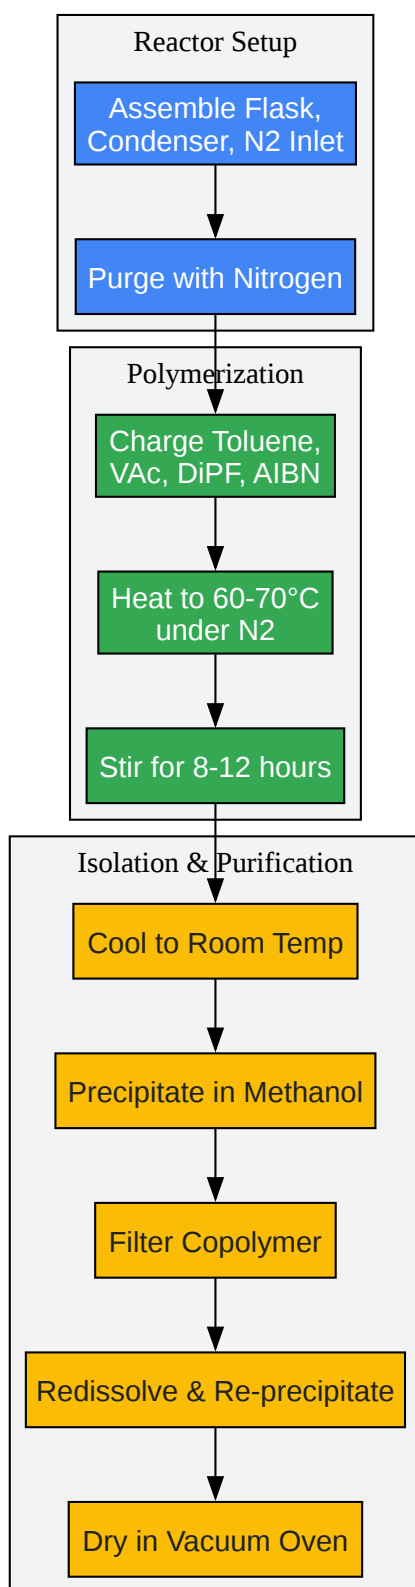 Reactor Setup
Assemble Flask,
Condenser, N2 Inlet
Purge with Nitrogen
Polymerization
Charge Toluene,
VAc, DiPF, AIBN
Heat to 60-70°C
under N2
Stir for 8-12 hours
Isolation & Purification
Cool to Room Temp
Precipitate in Methanol
Filter Copolymer
Redissolve & Re-precipitate
Dry in Vacuum Oven